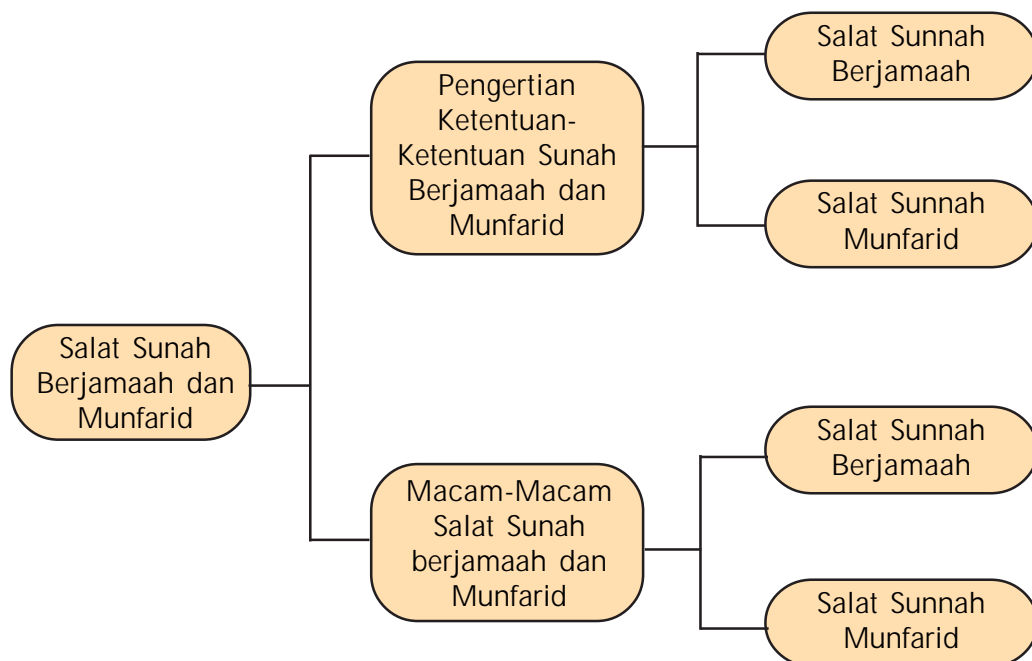 Salat Sunah
Berjamaah dan
Munfarid
Pengertian
Ketentuan-
Ketentuan Sunah
Berjamaah dan
Munfarid
Salat Sunnah
Berjamaah
Salat Sunnah
Munfarid
Macam-Macam
Salat Sunah
berjamaah dan
Munfarid
Salat Sunnah
Berjamaah
Salat Sunnah
Munfarid